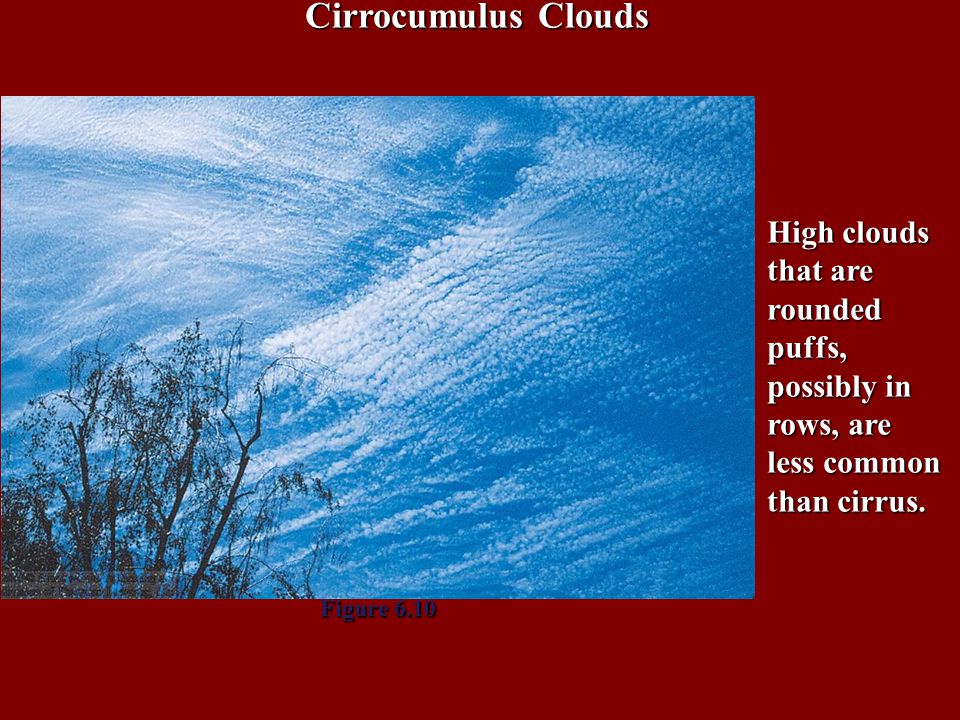 Cirrocumulus Clouds
High clouds
that are
rounded
puffs,
possibly in
rows, are
less common
than cirrus.
Figure 6.10